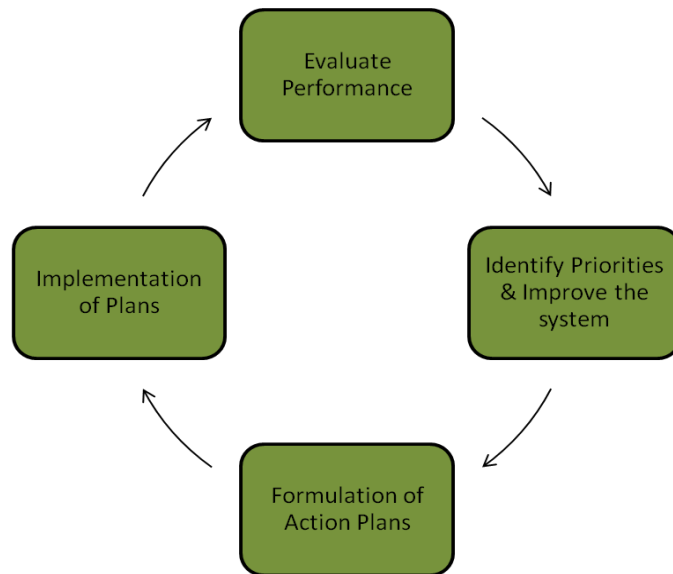 Evaluate
Performance
Identify Priorities
& Improve the
system
Formulation of
Action Plans
Implementation
of Plans